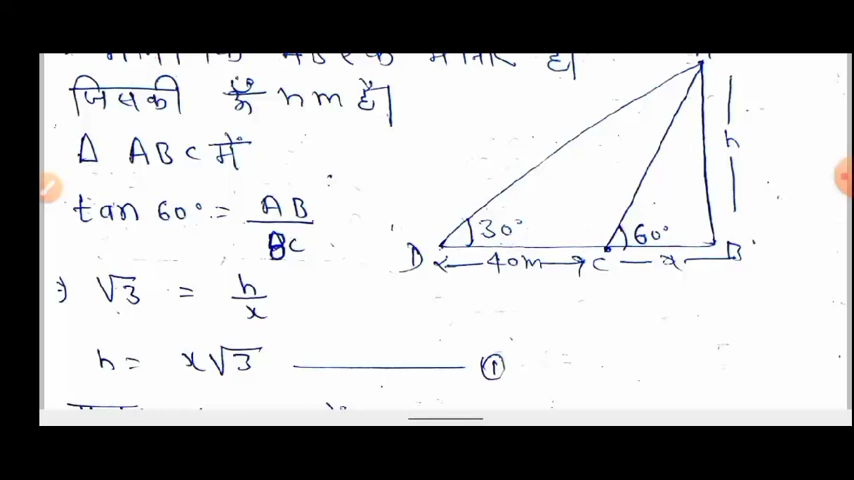 जिसकी ऊँ h m है।
Δ ABC में
tan 60° = AB / BC
⇒ √3 = h / x
h = x√3 ——— ①
h
30°
60°
D
40m
C
x
B